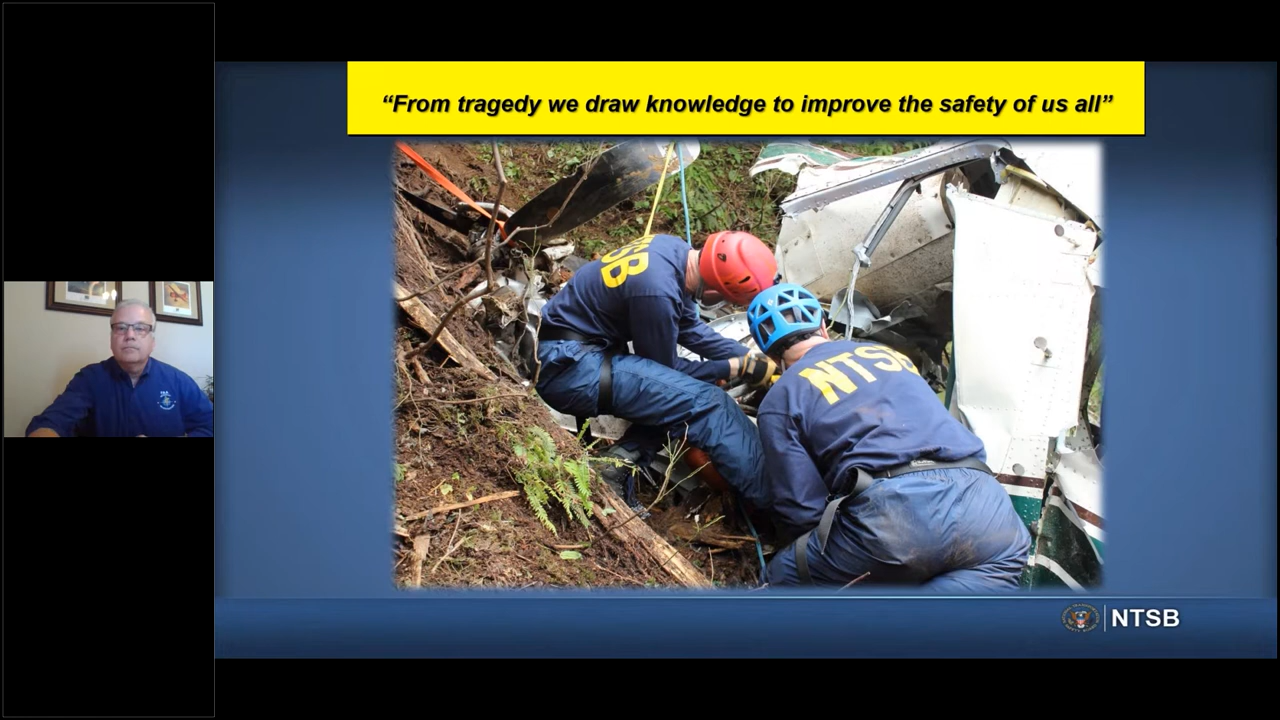 “From tragedy we draw knowledge to improve the safety of us all”
NTSB
NTSB
NTSB